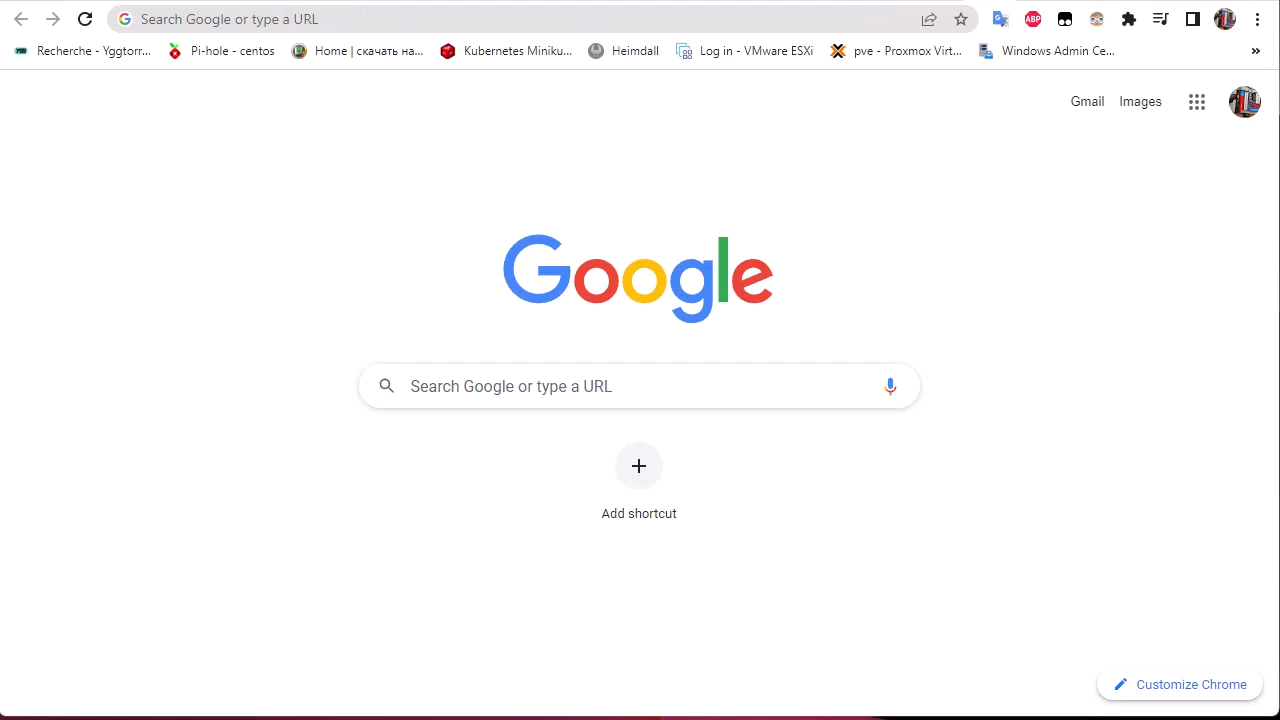 Search Google or type a URL
Recherche - Yggtorr... Pi-hole - centos Home | скачать на... Kubernetes Miniku... Heimdall Log in - VMware ESXi pve - Proxmox Virt... Windows Admin Ce... »
Gmail Images
Google
Search Google or type a URL
Add shortcut
Customize Chrome